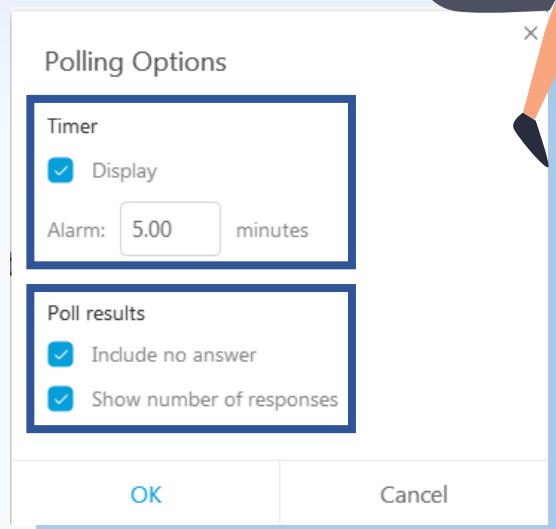 Polling Options
Timer
Display
Alarm: 5.00 minutes
Poll results
Include no answer
Show number of responses
OK Cancel